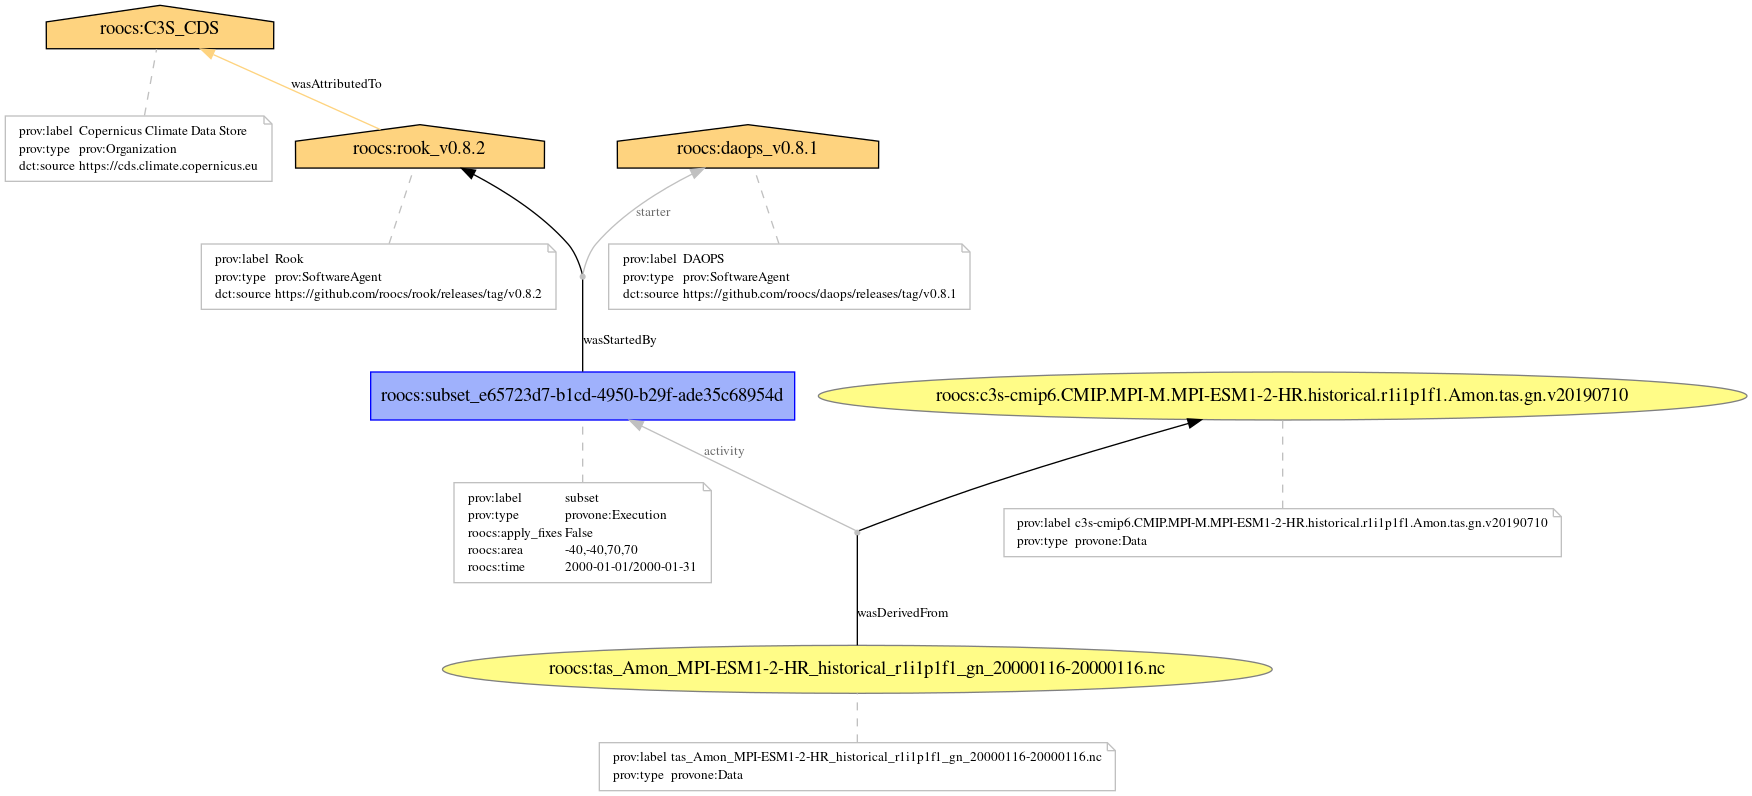 roocs:C3S_CDS
wasAttributedTo
prov:label Copernicus Climate Data Store
prov:type prov:Organization
dct:source https://cds.climate.copernicus.eu
roocs:rook_v0.8.2
roocs:daops_v0.8.1
starter
prov:label Rook
prov:type prov:SoftwareAgent
dct:source https://github.com/roocs/rook/releases/tag/v0.8.2
prov:label DAOPS
prov:type prov:SoftwareAgent
dct:source https://github.com/roocs/daops/releases/tag/v0.8.1
wasStartedBy
roocs:subset_e65723d7-b1cd-4950-b29f-ade35c68954d
roocs:c3s-cmip6.CMIP.MPI-M.MPI-ESM1-2-HR.historical.r1i1p1f1.Amon.tas.gn.v20190710
activity
prov:label subset
prov:type provone:Execution
roocs:apply_fixes False
roocs:area -40,-40,70,70
roocs:time 2000-01-01/2000-01-31
prov:label c3s-cmip6.CMIP.MPI-M.MPI-ESM1-2-HR.historical.r1i1p1f1.Amon.tas.gn.v20190710
prov:type provone:Data
wasDerivedFrom
roocs:tas_Amon_MPI-ESM1-2-HR_historical_r1i1p1f1_gn_20000116-20000116.nc
prov:label tas_Amon_MPI-ESM1-2-HR_historical_r1i1p1f1_gn_20000116-20000116.nc
prov:type provone:Data